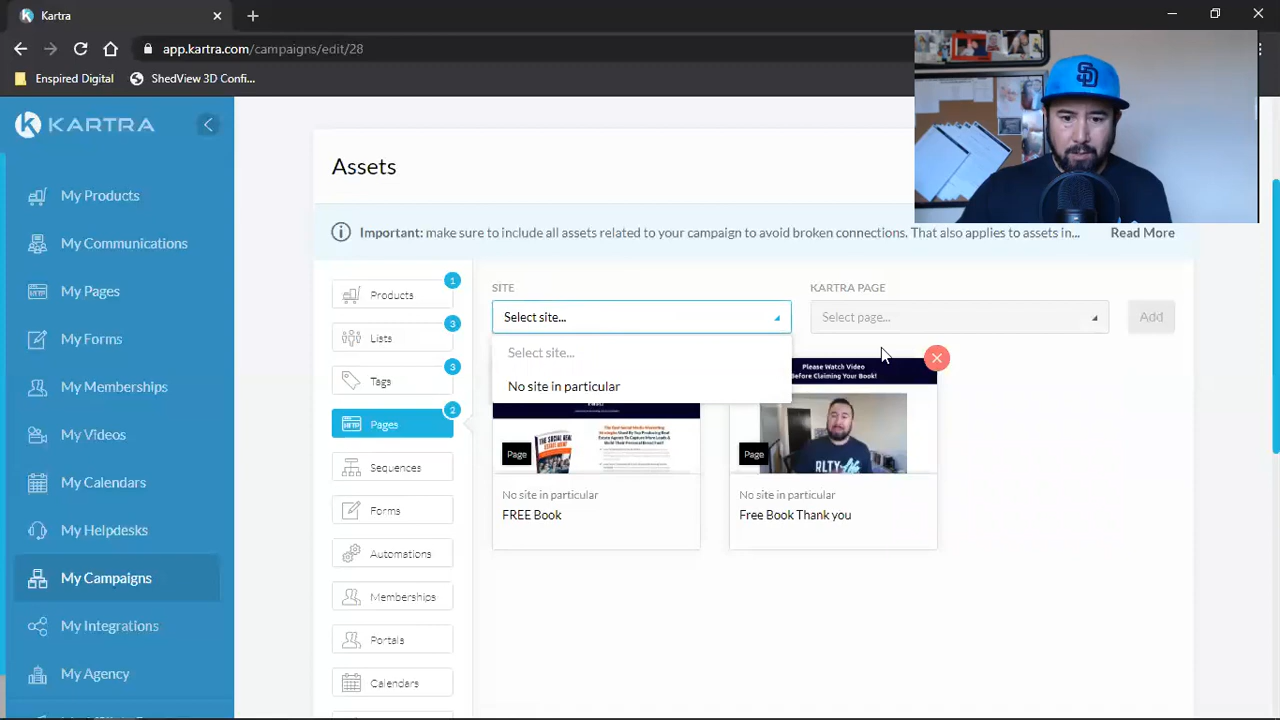 Kartra
app.kartra.com/campaigns/edit/28
Enspired Digital
ShedView 3D Conf...
KARTRA
My Products
My Communications
My Pages
My Forms
My Memberships
My Videos
My Calendars
My Helpdesks
My Campaigns
My Integrations
My Agency
Assets
Important: make sure to include all assets related to your campaign to avoid broken connections. That also applies to assets in...
Read More
Products
1
Lists
3
Tags
3
Pages
2
Sequences
Forms
Automations
Memberships
Portals
Calendars
SITE
Select site...
Select site...
No site in particular
KARTRA PAGE
Select page...
Add
Page
No site in particular
FREE Book
Please Watch Video
Before Claiming Your Book!
RLTY
Page
No site in particular
Free Book Thank you
SD